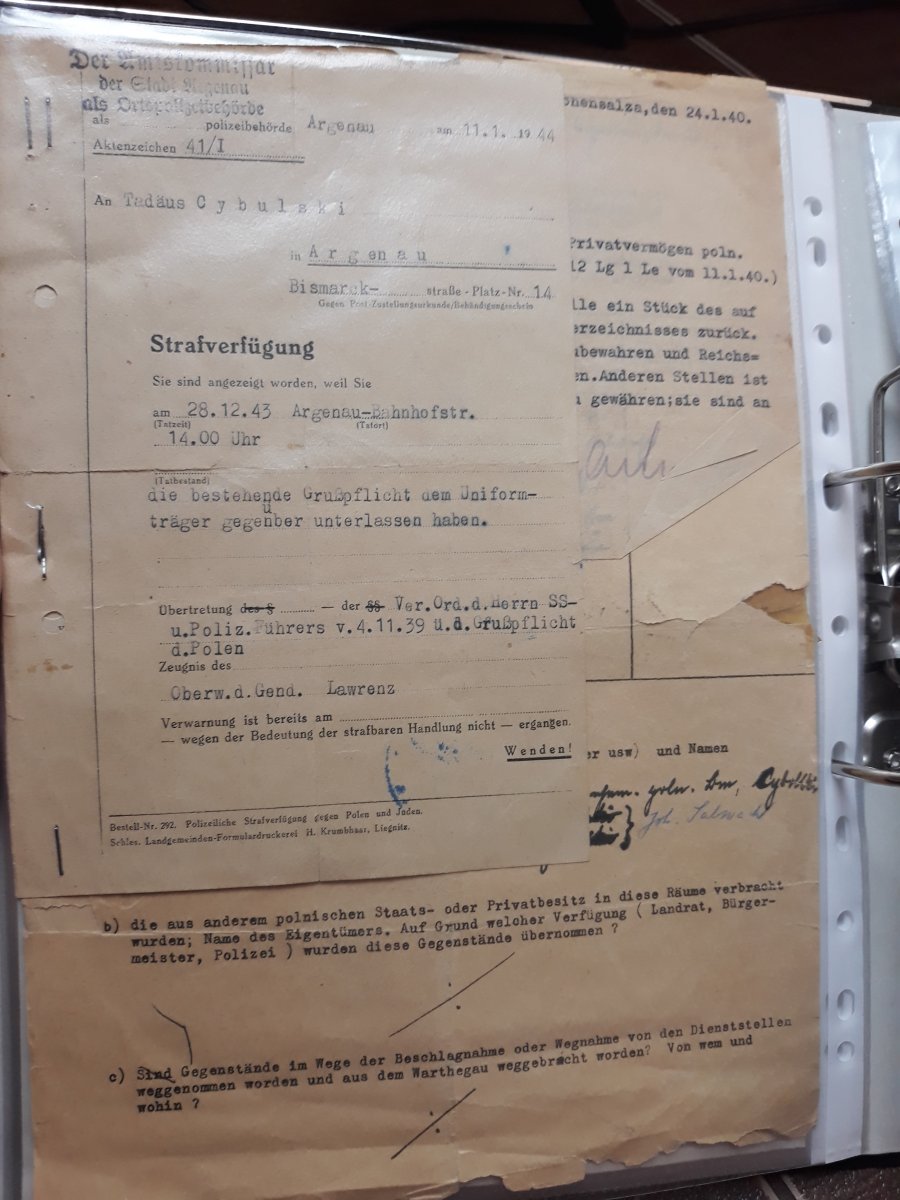 Der Amtskommissar
der Stadt Argenau
als Ortspolizeibehörde
als polizeibehörde Argenau am 11.1. 1944
Aktenzeichen 41/I
An Tadäus Cybulski
in Argenau
Bismarck- straße - Platz-Nr. 14
Gegen Post-Zustellungsurkunde/Behändigungsschein
Strafverfügung
Sie sind angezeigt worden, weil Sie
am 28.12.43 Argenau-Bahnhofstr.
(Tatzeit) (Tatort)
14.00 Uhr
(Tatbestand)
die bestehende Grußpflicht dem Uniform-
träger gegenüber unterlassen haben.
Übertretung des § — der §§ Ver.Ord.d.Herrn SS-
u.Poliz.Führers v.4.11.39 ü.d.Grußpflicht
d.Polen
Zeugnis des
Oberw.d.Gend. Lawrenz
Verwarnung ist bereits am
— wegen der Bedeutung der strafbaren Handlung nicht — ergangen.
Wenden!
Bestell-Nr. 292. Polizeiliche Strafverfügung gegen Polen und Juden.
Schles. Landgemeinden-Formulardruckerei H. Krumbhaar, Liegnitz.
ohensalza, den 24.1.40.
Privatvermögen poln.
12 Lg 1 Le vom 11.1.40.)
lle ein Stück des auf
erzeichnisses zurück.
ubewahren und Reichs=
en. Anderen Stellen ist
u gewähren; sie sind an
er usw) und Namen
b) die aus anderem polnischen Staats- oder Privatbesitz in diese Räume verbracht
wurden; Name des Eigentümers. Auf Grund welcher Verfügung ( Landrat, Bürger-
meister, Polizei ) wurden diese Gegenstände übernommen ?
c) Sind Gegenstände im Wege der Beschlagnahme oder Wegnahme von den Dienststellen
weggenommen worden und aus dem Warthegau weggebracht worden? Von wem und
wohin ?